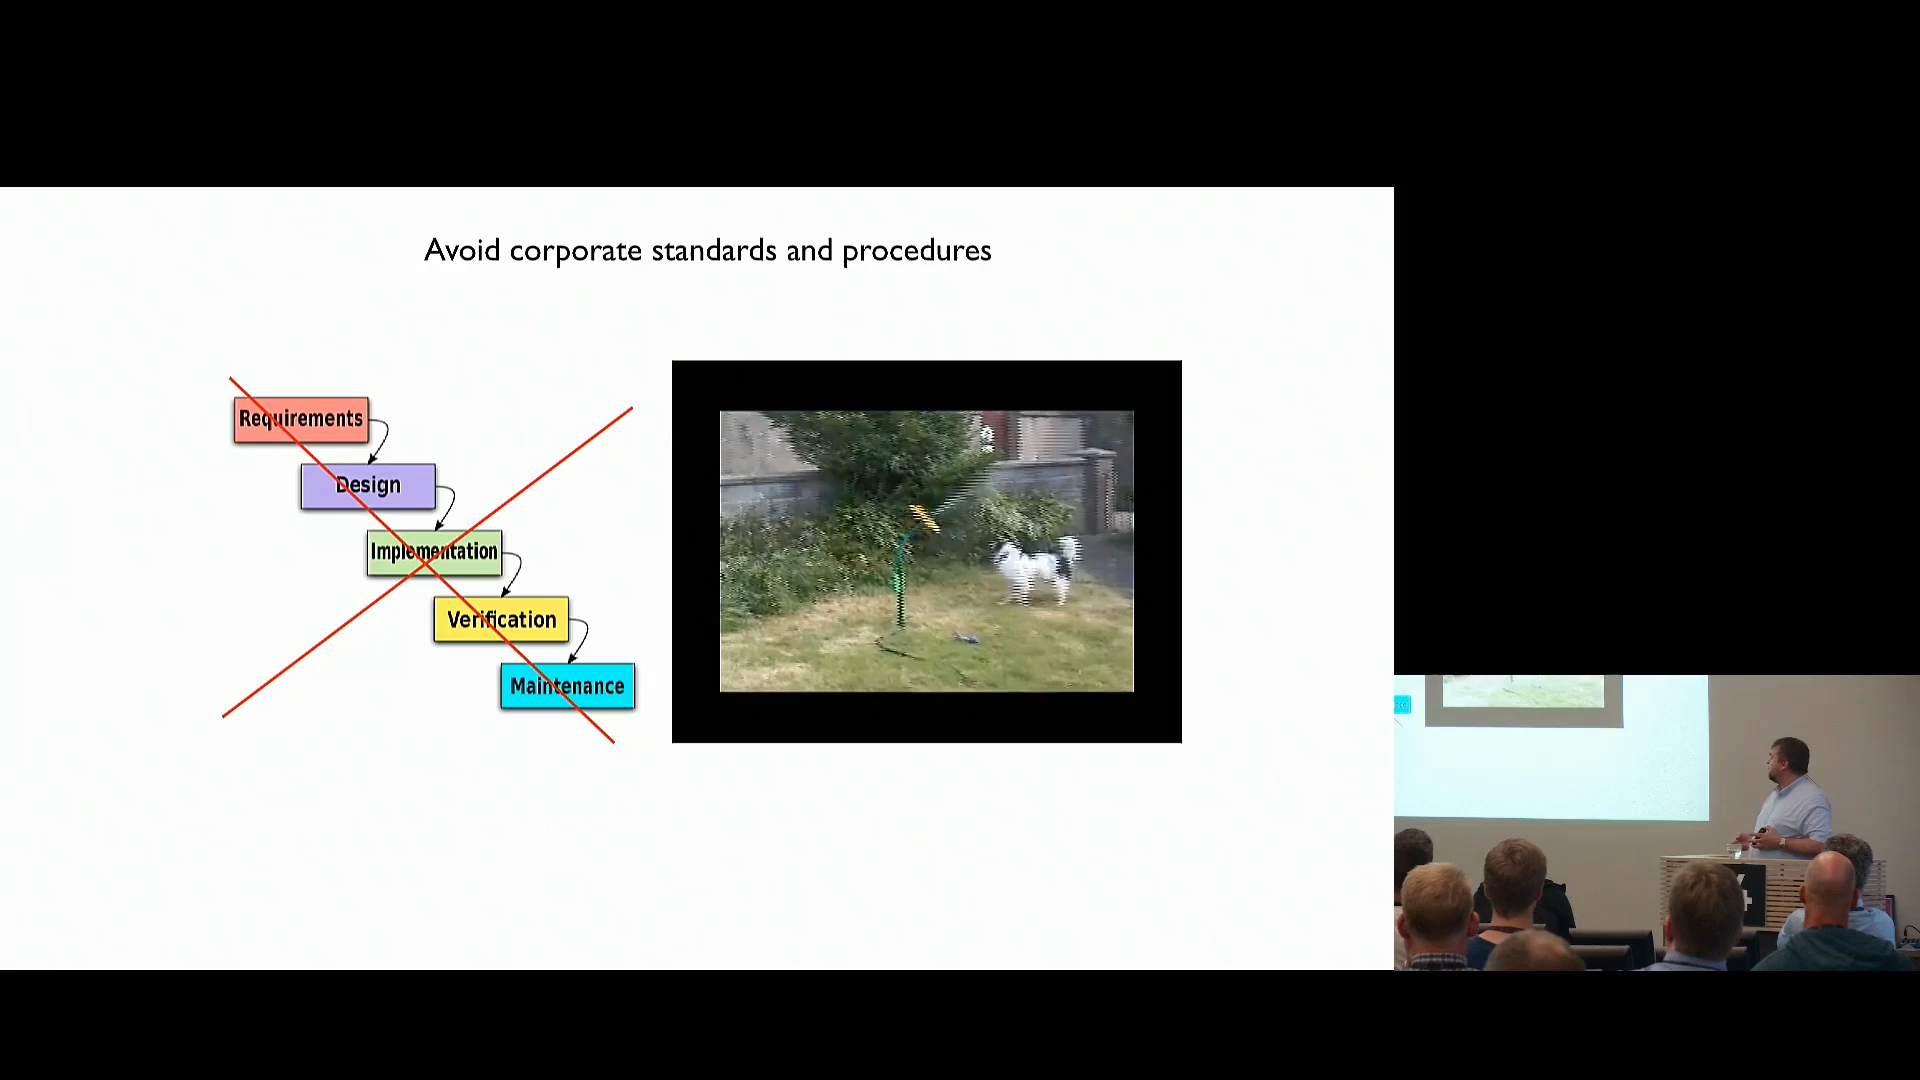 Avoid corporate standards and procedures
Requirements
Design
Implementation
Verification
Maintenance